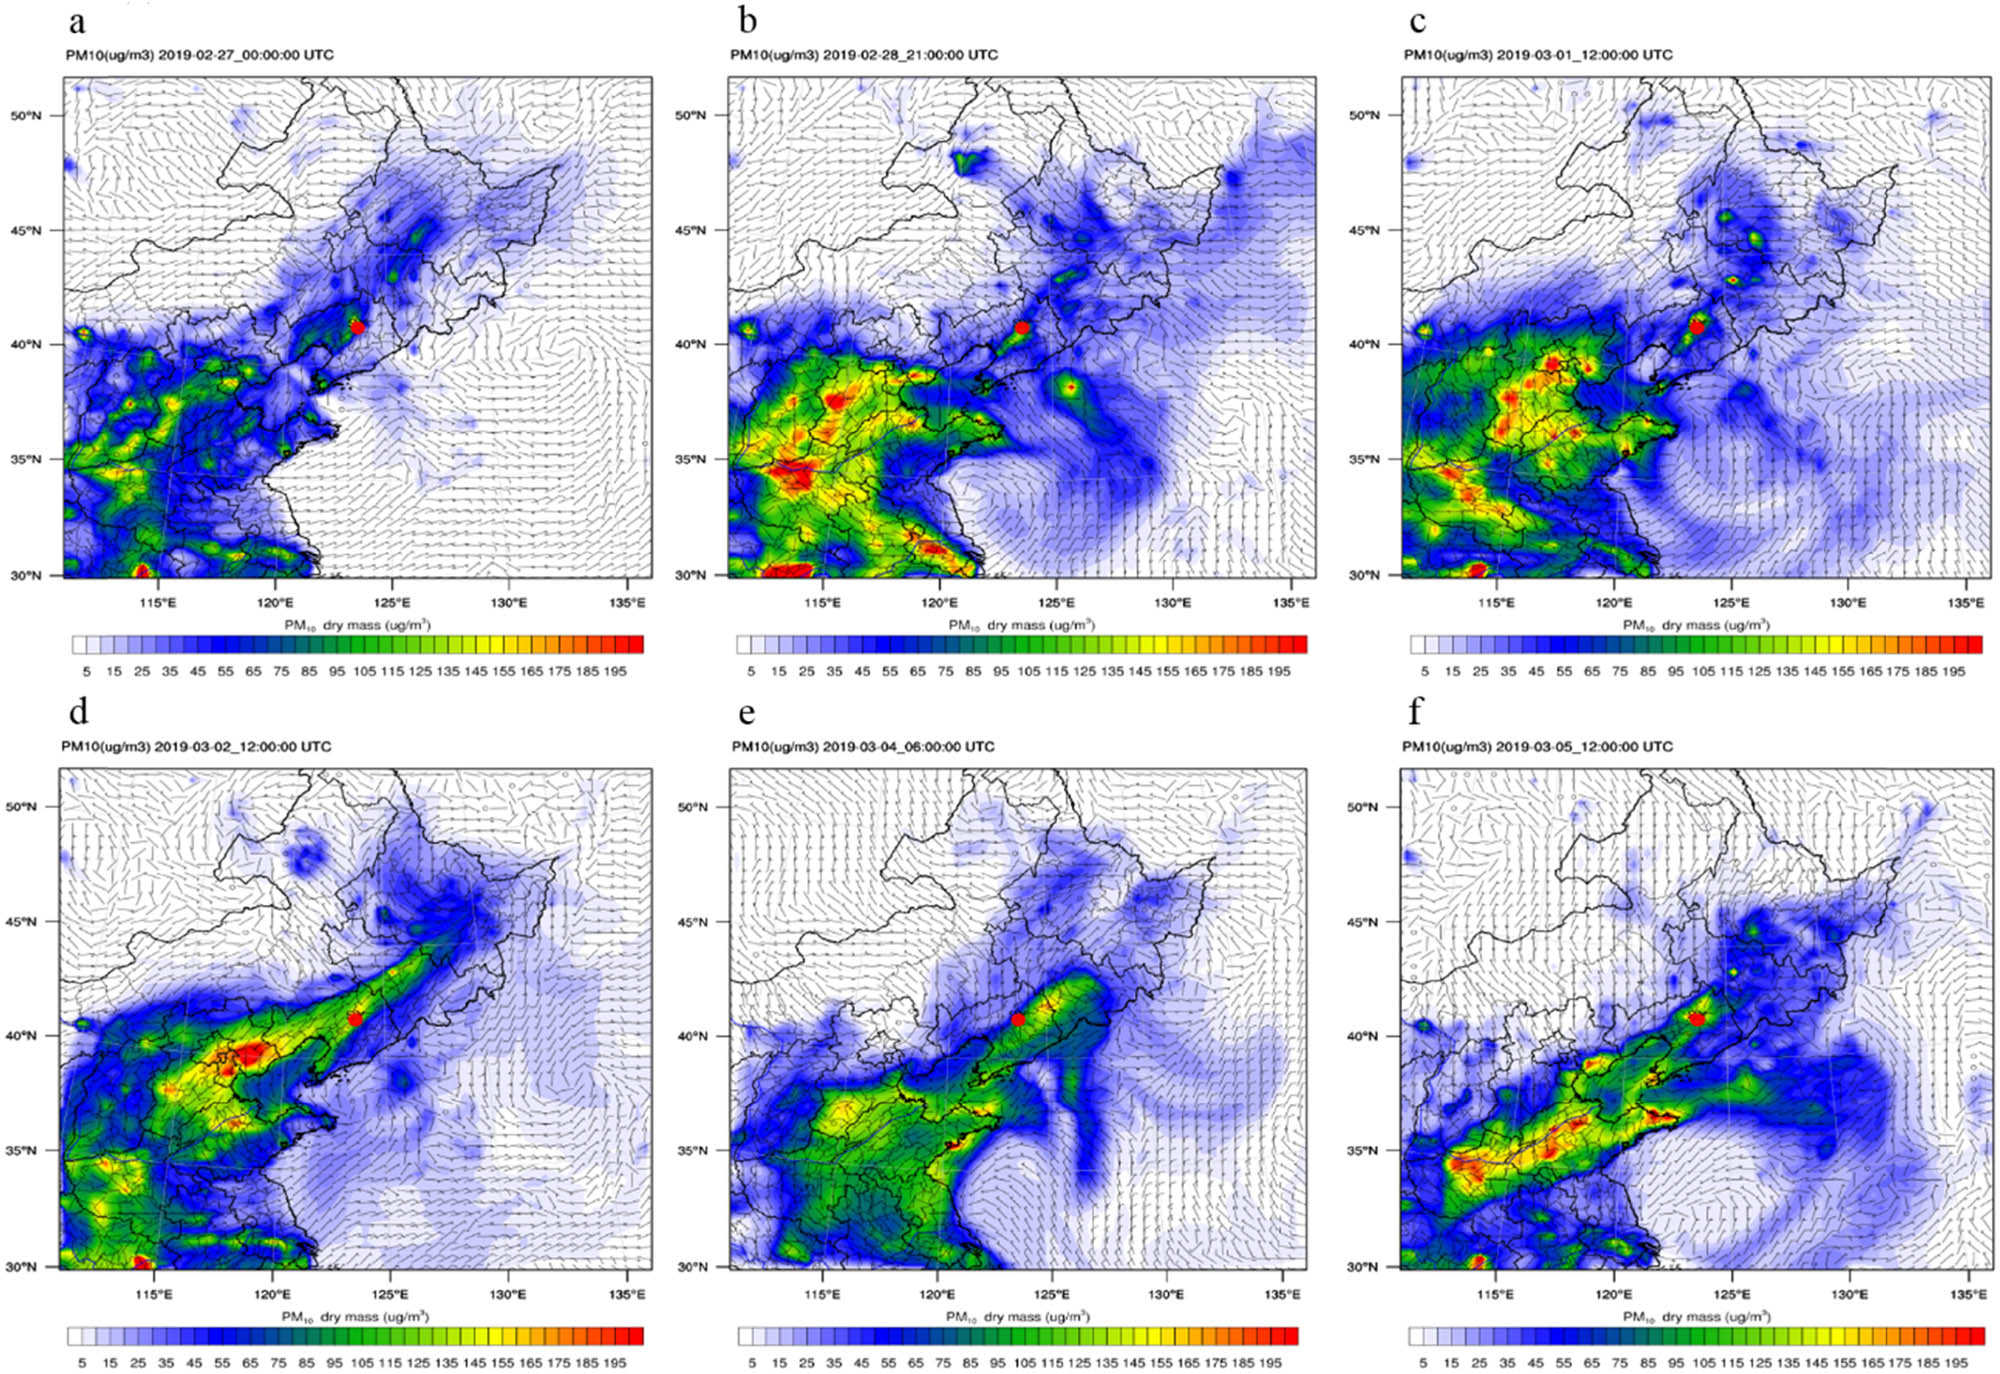 a
PM10(ug/m3) 2019-02-27_00:00:00 UTC
50°N
45°N
40°N
35°N
30°N
115°E 120°E 125°E 130°E 135°E
PM₁₀ dry mass (ug/m³)
5 15 25 35 45 55 65 75 85 95 105 115 125 135 145 155 165 175 185 195
b
PM10(ug/m3) 2019-02-28_21:00:00 UTC
50°N
45°N
40°N
35°N
30°N
115°E 120°E 125°E 130°E 135°E
PM₁₀ dry mass (ug/m³)
5 15 25 35 45 55 65 75 85 95 105 115 125 135 145 155 165 175 185 195
c
PM10(ug/m3) 2019-03-01_12:00:00 UTC
50°N
45°N
40°N
35°N
30°N
115°E 120°E 125°E 130°E 135°E
PM₁₀ dry mass (ug/m³)
5 15 25 35 45 55 65 75 85 95 105 115 125 135 145 155 165 175 185 195
d
PM10(ug/m3) 2019-03-02_12:00:00 UTC
50°N
45°N
40°N
35°N
30°N
115°E 120°E 125°E 130°E 135°E
PM₁₀ dry mass (ug/m³)
5 15 25 35 45 55 65 75 85 95 105 115 125 135 145 155 165 175 185 195
e
PM10(ug/m3) 2019-03-04_06:00:00 UTC
50°N
45°N
40°N
35°N
30°N
115°E 120°E 125°E 130°E 135°E
PM₁₀ dry mass (ug/m³)
5 15 25 35 45 55 65 75 85 95 105 115 125 135 145 155 165 175 185 195
f
PM10(ug/m3) 2019-03-05_12:00:00 UTC
50°N
45°N
40°N
35°N
30°N
115°E 120°E 125°E 130°E 135°E
PM₁₀ dry mass (ug/m³)
5 15 25 35 45 55 65 75 85 95 105 115 125 135 145 155 165 175 185 195